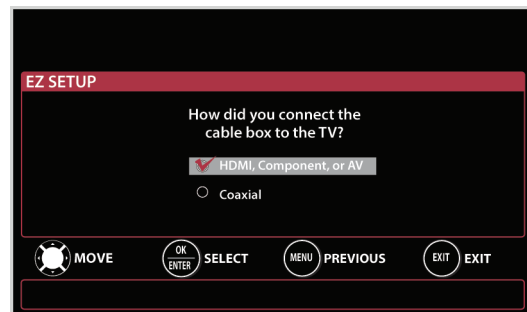 EZ SETUP
How did you connect the
cable box to the TV?
HDMI, Component, or AV
Coaxial
MOVE OK ENTER SELECT MENU PREVIOUS EXIT EXIT